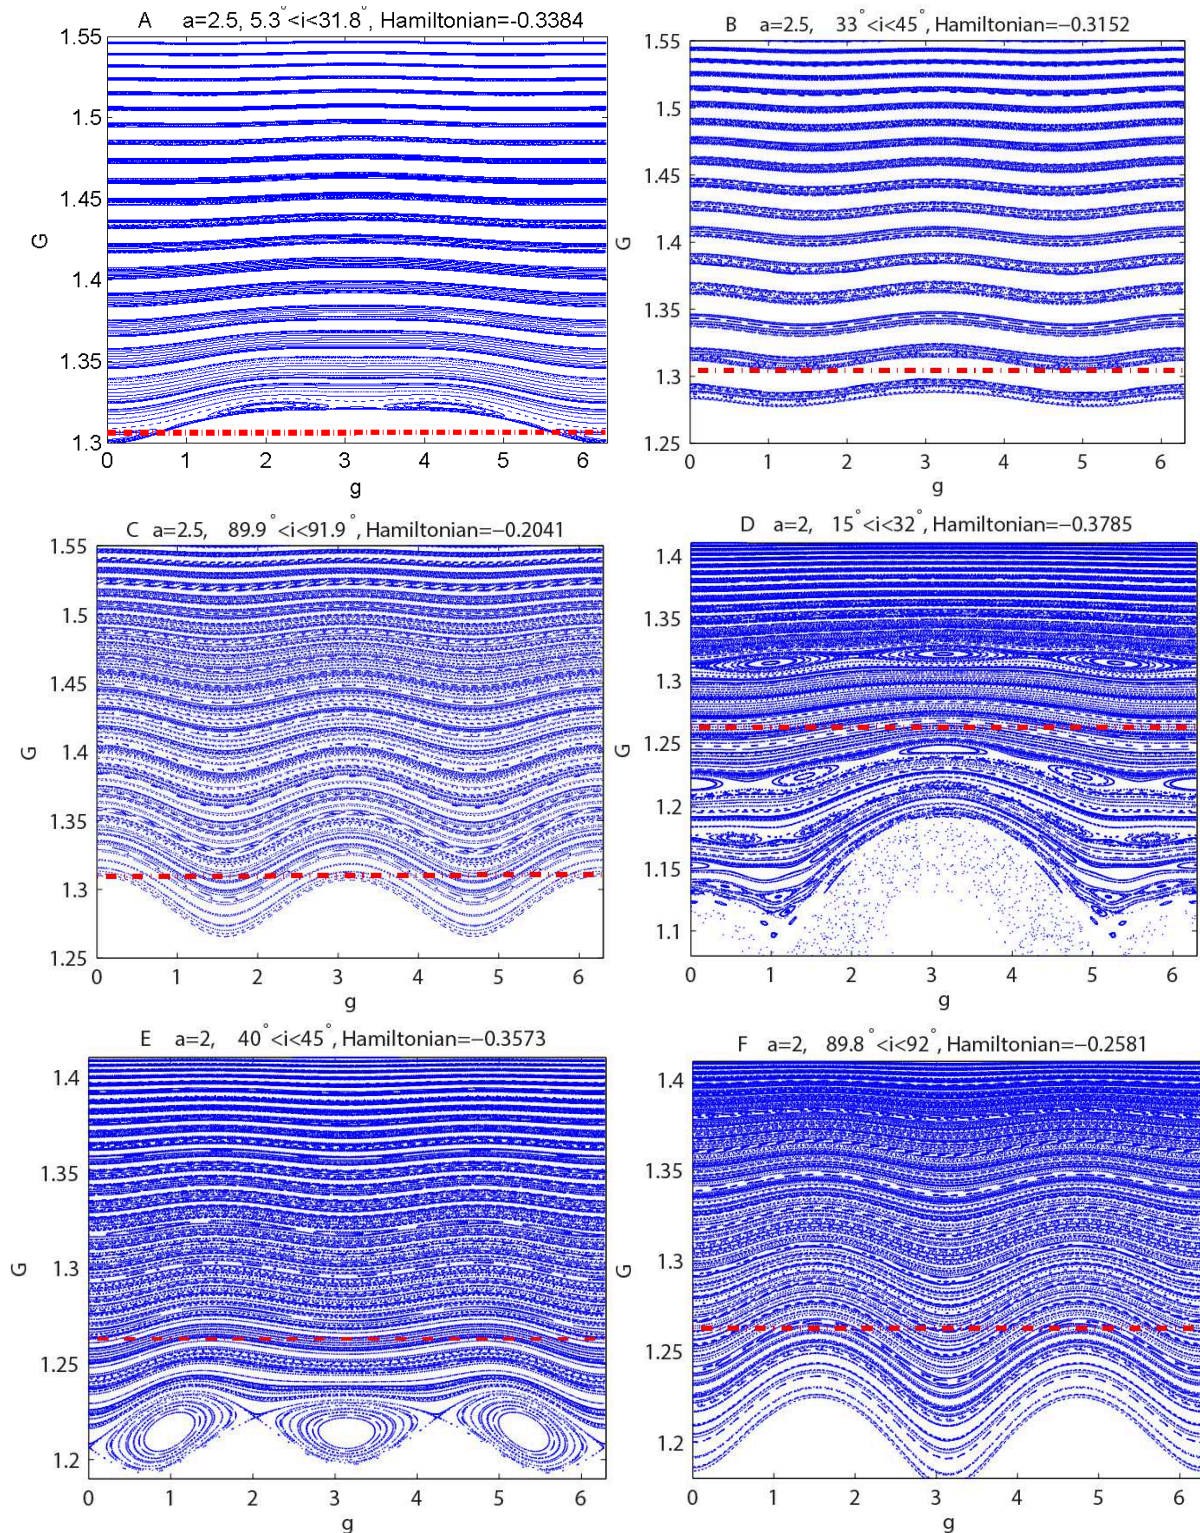 A a=2.5, 5.3°<i<31.8°, Hamiltonian=-0.3384
1.55
1.5
1.45
G
1.4
1.35
1.3
0 1 2 3 4 5 6
g
B a=2.5, 33°<i<45°, Hamiltonian=−0.3152
1.55
1.5
1.45
G
1.4
1.35
1.3
1.25
0 1 2 3 4 5 6
g
C a=2.5, 89.9°<i<91.9°, Hamiltonian=−0.2041
1.55
1.5
1.45
G
1.4
1.35
1.3
1.25
0 1 2 3 4 5 6
g
D a=2, 15°<i<32°, Hamiltonian=−0.3785
1.4
1.35
1.3
G
1.25
1.2
1.15
1.1
0 1 2 3 4 5 6
g
E a=2, 40°<i<45°, Hamiltonian=−0.3573
1.4
1.35
G
1.3
1.25
1.2
0 1 2 3 4 5 6
g
F a=2, 89.8°<i<92°, Hamiltonian=−0.2581
1.4
1.35
G
1.3
1.25
1.2
0 1 2 3 4 5 6
g